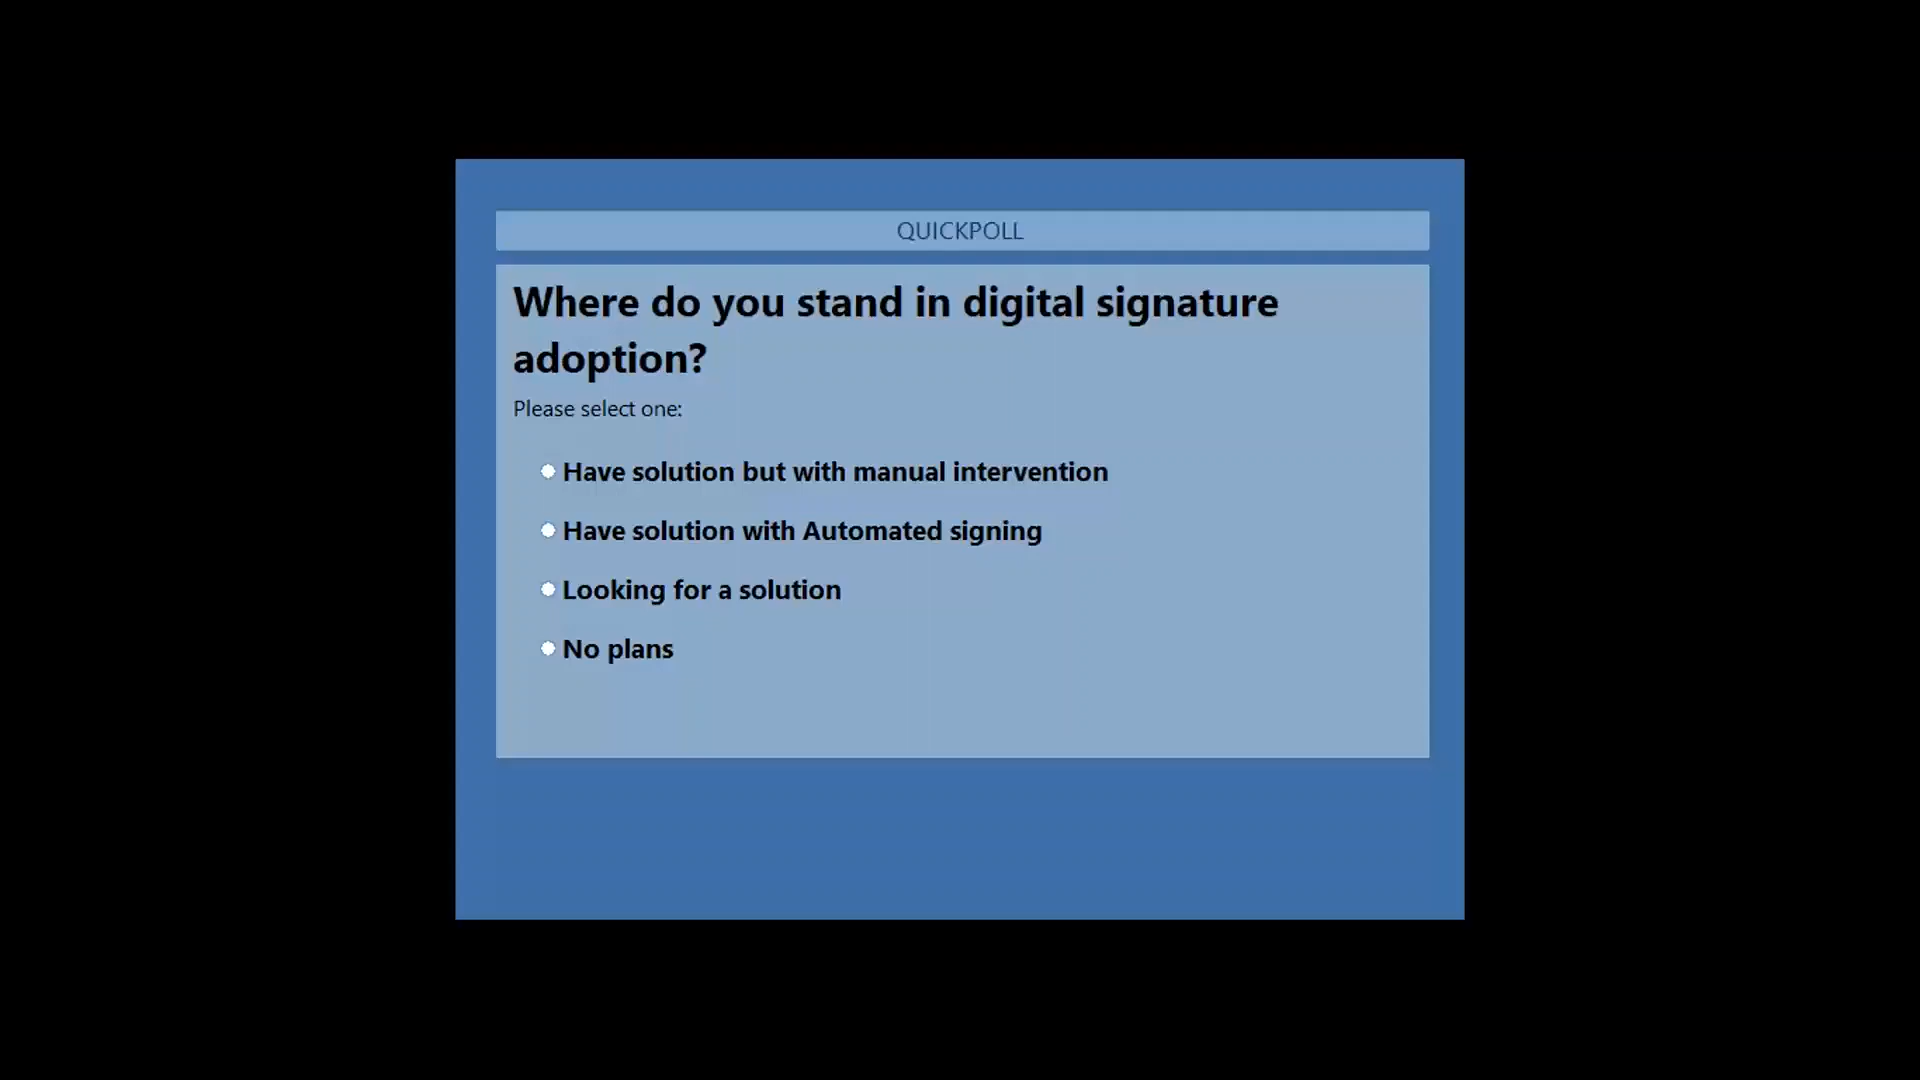 QUICKPOLL
Where do you stand in digital signature
adoption?
Please select one:
Have solution but with manual intervention
Have solution with Automated signing
Looking for a solution
No plans